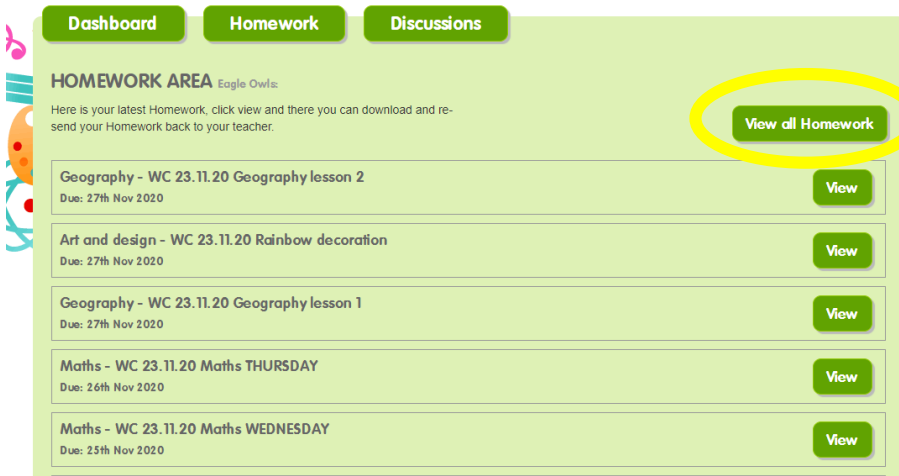 Dashboard
Homework
Discussions
HOMEWORK AREA Eagle Owls:
Here is your latest Homework, click view and there you can download and re-
send your Homework back to your teacher.
View all Homework
Geography - WC 23.11.20 Geography lesson 2
Due: 27th Nov 2020
View
Art and design - WC 23.11.20 Rainbow decoration
Due: 27th Nov 2020
View
Geography - WC 23.11.20 Geography lesson 1
Due: 27th Nov 2020
View
Maths - WC 23.11.20 Maths THURSDAY
Due: 26th Nov 2020
View
Maths - WC 23.11.20 Maths WEDNESDAY
Due: 25th Nov 2020
View